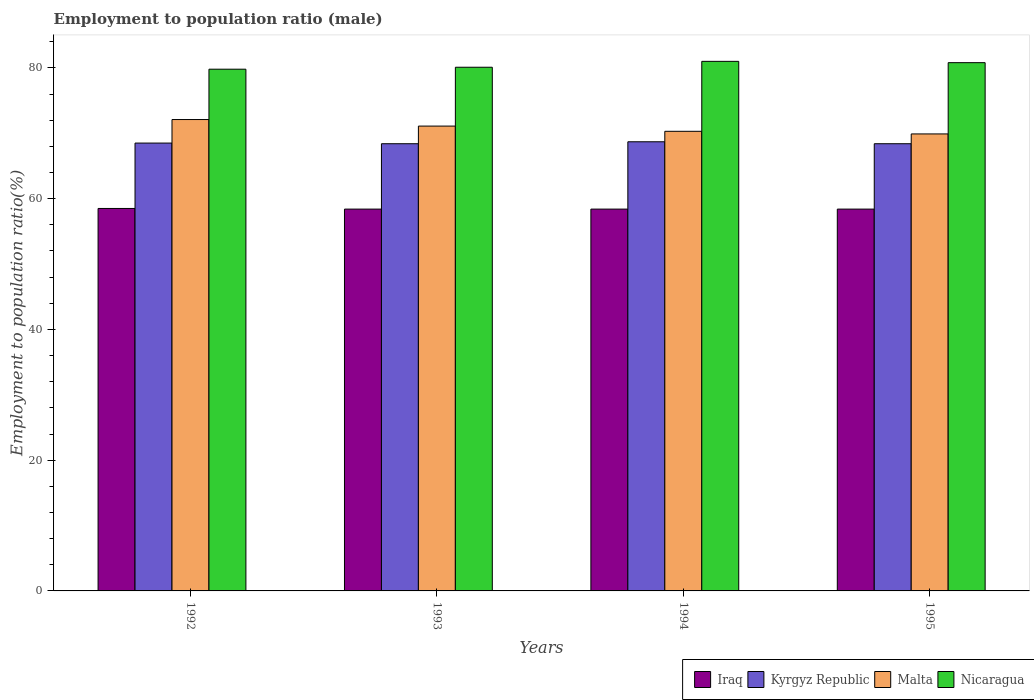 Employment to population ratio (male)
Employment to population ratio(%)
80
60
40
20
0
1992
1993
1994
1995
Years
Iraq
Kyrgyz Republic
Malta
Nicaragua